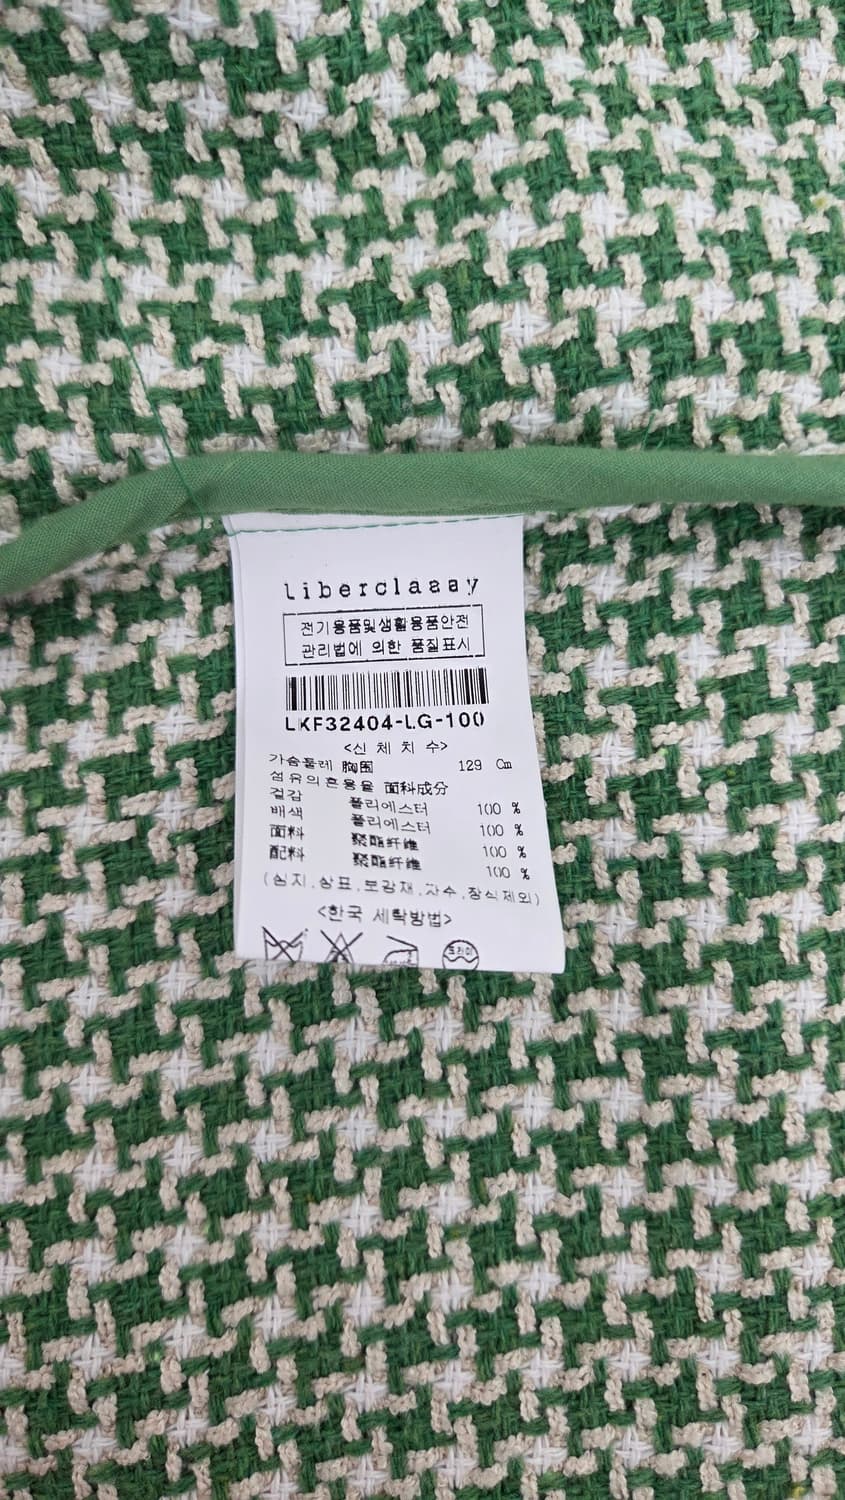 liberclassy
전기용품및생활용품안전
관리법에 의한 품질표시
LKF32404-LG-100
<신 체 치 수>
가슴둘레 胸围 129 Cm
섬유의혼용율 面料成分
겉감 폴리에스터 100 %
배색 폴리에스터 100 %
面料 聚酯纤维 100 %
配料 聚酯纤维 100 %
(심지,상표,보강재,자수,장식제외)
<한국 세탁방법>
드라이